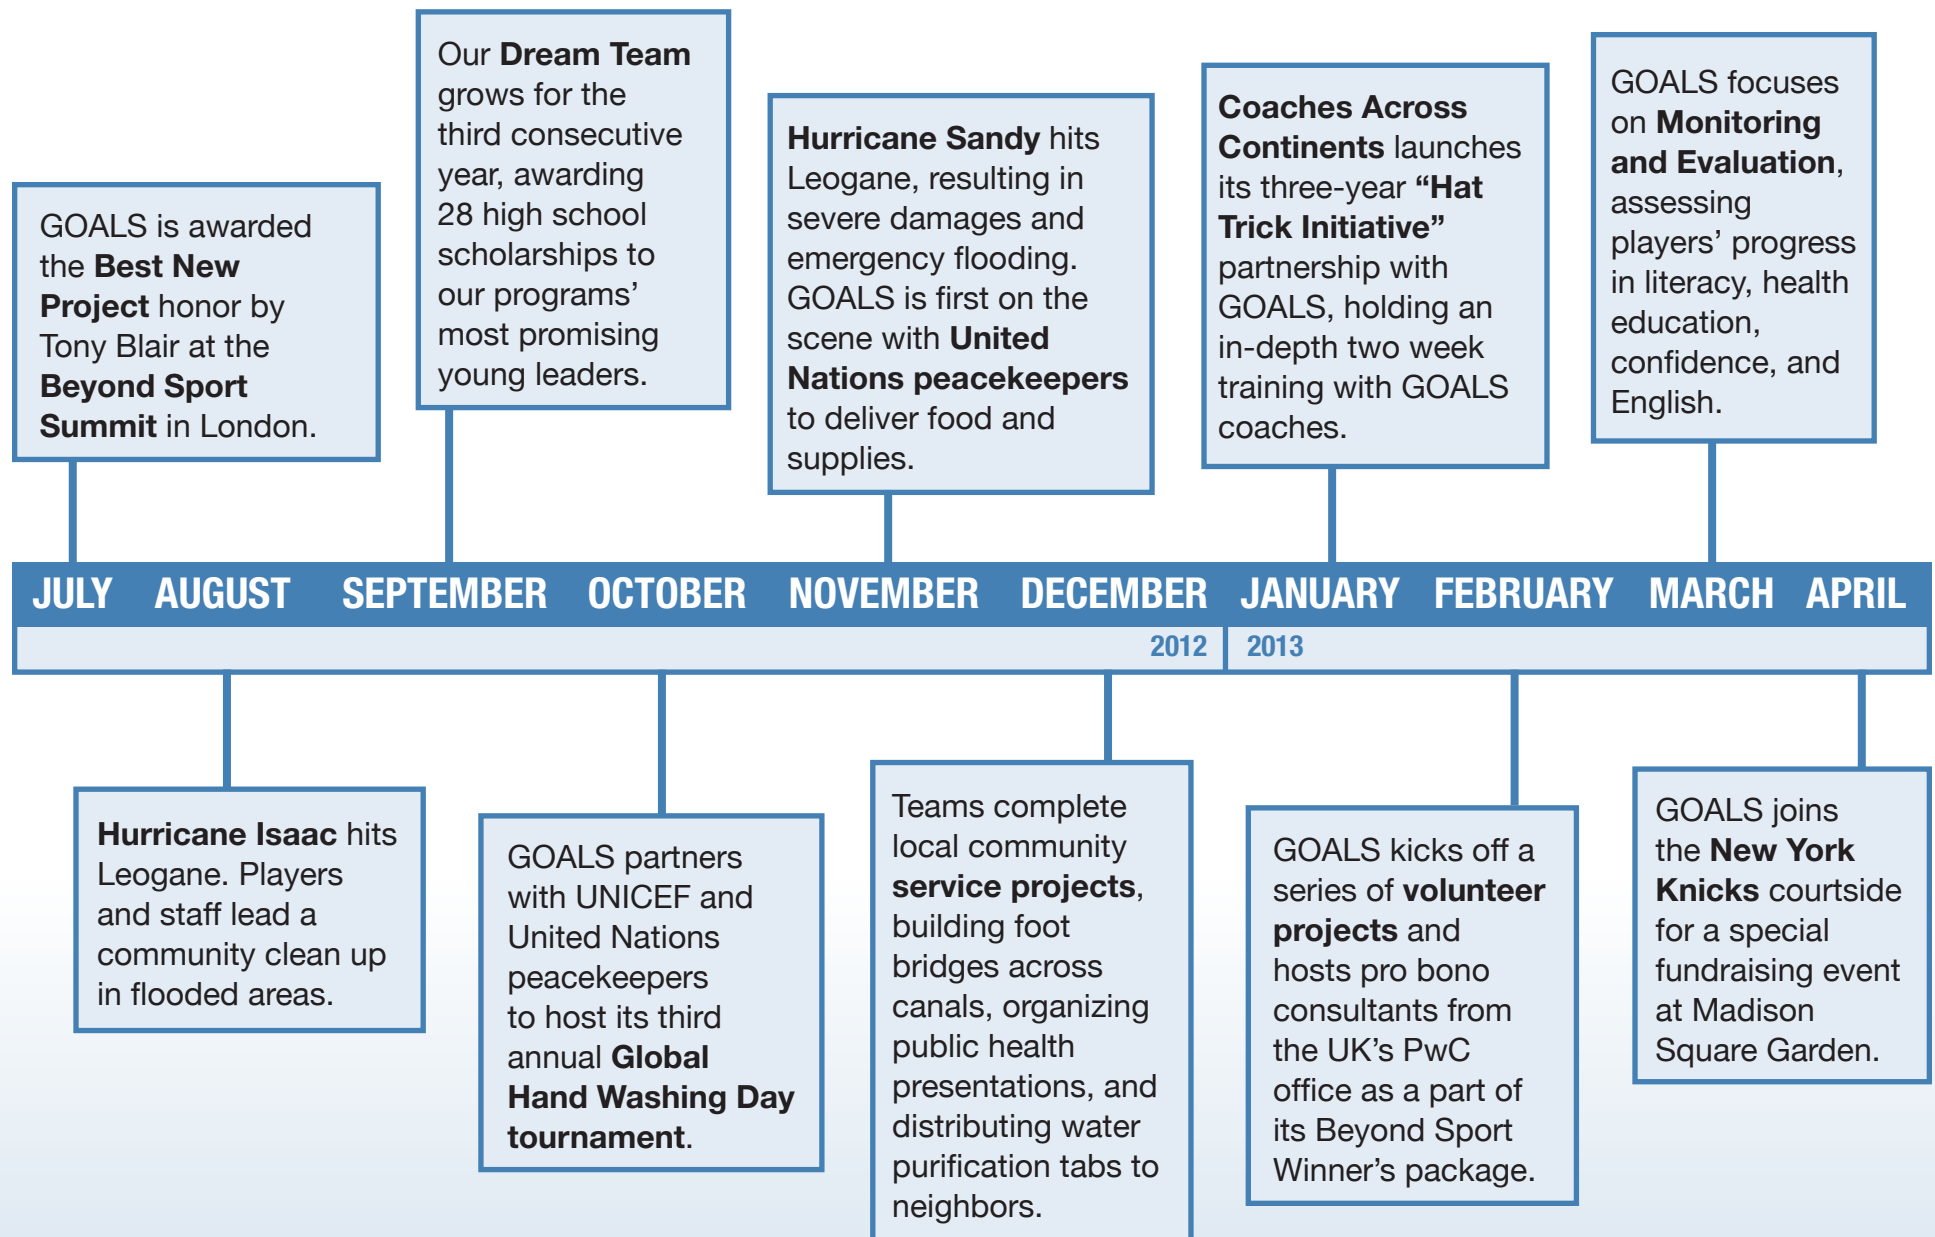 GOALS is awarded
the Best New
Project honor by
Tony Blair at the
Beyond Sport
Summit in London.
Our Dream Team
grows for the
third consecutive
year, awarding
28 high school
scholarships to
our programs’
most promising
young leaders.
Hurricane Sandy hits
Leogane, resulting in
severe damages and
emergency flooding.
GOALS is first on the
scene with United
Nations peacekeepers
to deliver food and
supplies.
Coaches Across
Continents launches
its three-year “Hat
Trick Initiative”
partnership with
GOALS, holding an
in-depth two week
training with GOALS
coaches.
GOALS focuses
on Monitoring
and Evaluation,
assessing
players’ progress
in literacy, health
education,
confidence, and
English.
JULY AUGUST SEPTEMBER OCTOBER NOVEMBER DECEMBER JANUARY FEBRUARY MARCH APRIL
2012 2013
Hurricane Isaac hits
Leogane. Players
and staff lead a
community clean up
in flooded areas.
GOALS partners
with UNICEF and
United Nations
peacekeepers
to host its third
annual Global
Hand Washing Day
tournament.
Teams complete
local community
service projects,
building foot
bridges across
canals, organizing
public health
presentations, and
distributing water
purification tabs to
neighbors.
GOALS kicks off a
series of volunteer
projects and
hosts pro bono
consultants from
the UK’s PwC
office as a part of
its Beyond Sport
Winner’s package.
GOALS joins
the New York
Knicks courtside
for a special
fundraising event
at Madison
Square Garden.